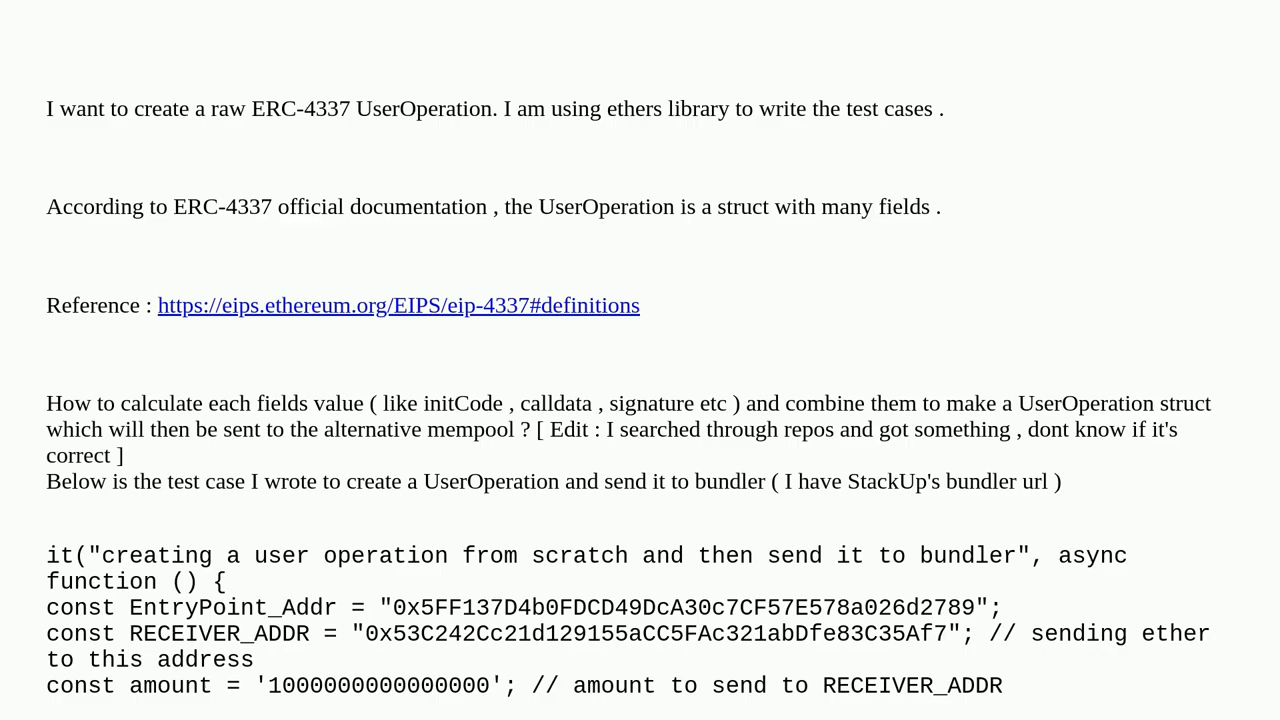 I want to create a raw ERC-4337 UserOperation. I am using ethers library to write the test cases .
According to ERC-4337 official documentation , the UserOperation is a struct with many fields .
Reference : https://eips.ethereum.org/EIPS/eip-4337#definitions
How to calculate each fields value ( like initCode , calldata , signature etc ) and combine them to make a UserOperation struct
which will then be sent to the alternative mempool ? [ Edit : I searched through repos and got something , dont know if it's
correct ]
Below is the test case I wrote to create a UserOperation and send it to bundler ( I have StackUp's bundler url )
it("creating a user operation from scratch and then send it to bundler", async
function () {
const EntryPoint_Addr = "0x5FF137D4b0FDCD49DcA30c7CF57E578a026d2789";
const RECEIVER_ADDR = "0x53C242Cc21d129155aCC5FAc321abDfe83C35Af7"; // sending ether
to this address
const amount = '1000000000000000'; // amount to send to RECEIVER_ADDR